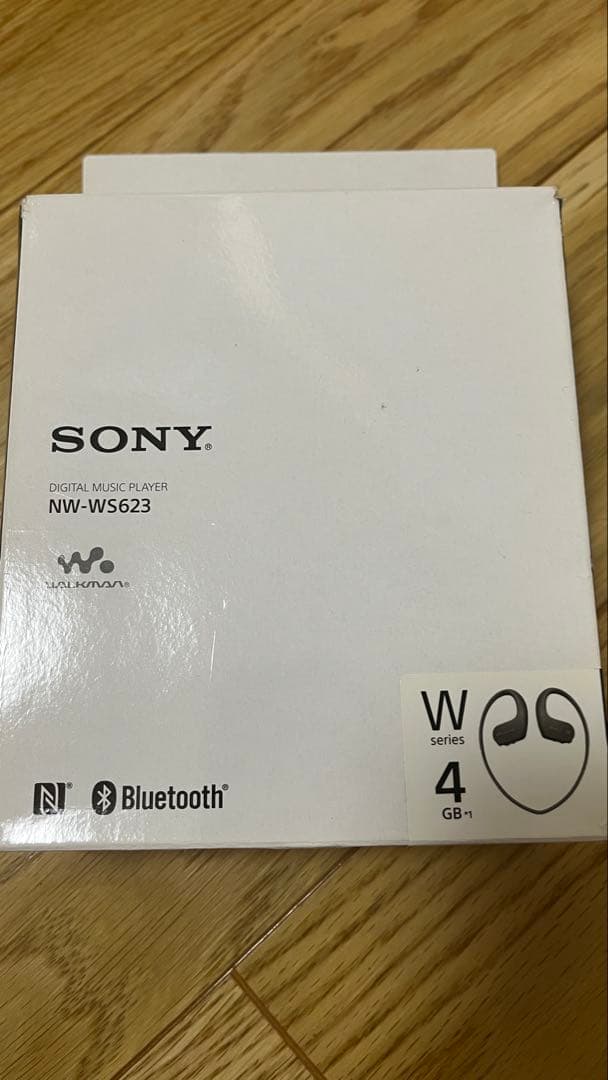 SONY®
DIGITAL MUSIC PLAYER
NW-WS623
WALKMAN®
N®
Bluetooth®
W
series
4
GB *1